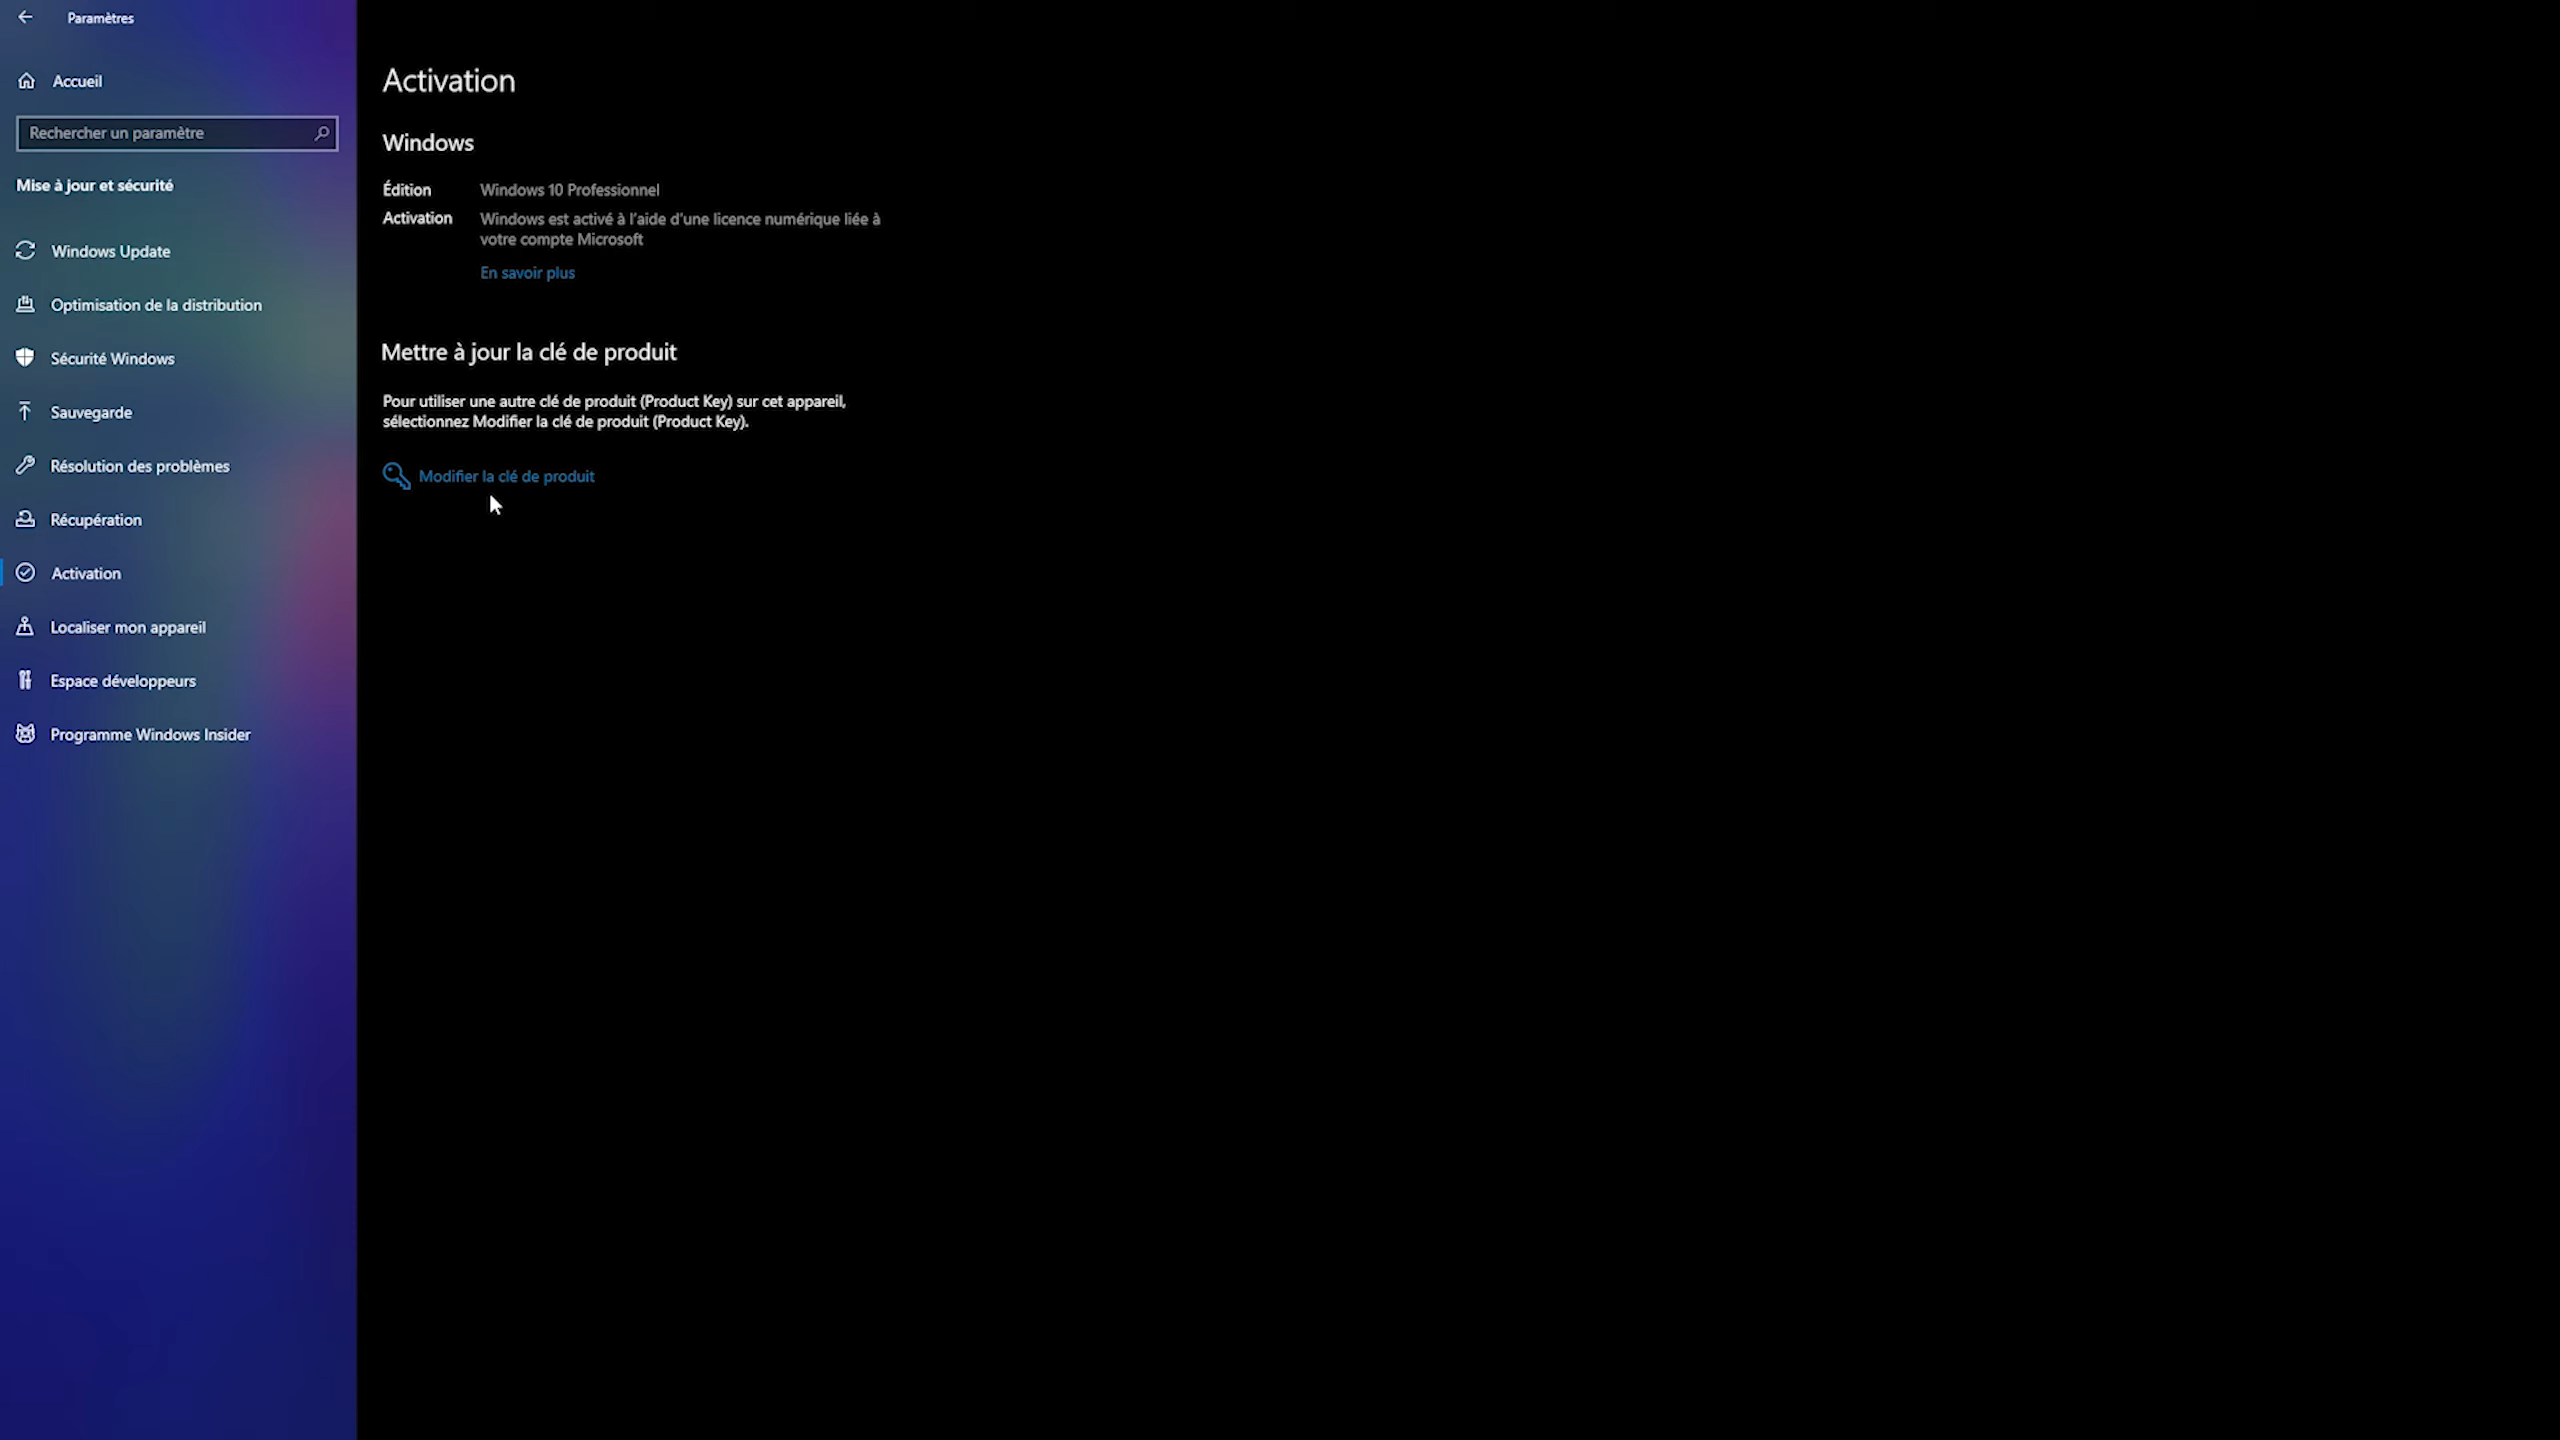 Paramètres
Accueil
Rechercher un paramètre
Mise à jour et sécurité
Windows Update
Optimisation de la distribution
Sécurité Windows
Sauvegarde
Résolution des problèmes
Récupération
Activation
Localiser mon appareil
Espace développeurs
Programme Windows Insider
Activation
Windows
Édition Windows 10 Professionnel
Activation Windows est activé à l'aide d'une licence numérique liée à
votre compte Microsoft
En savoir plus
Mettre à jour la clé de produit
Pour utiliser une autre clé de produit (Product Key) sur cet appareil,
sélectionnez Modifier la clé de produit (Product Key).
Modifier la clé de produit